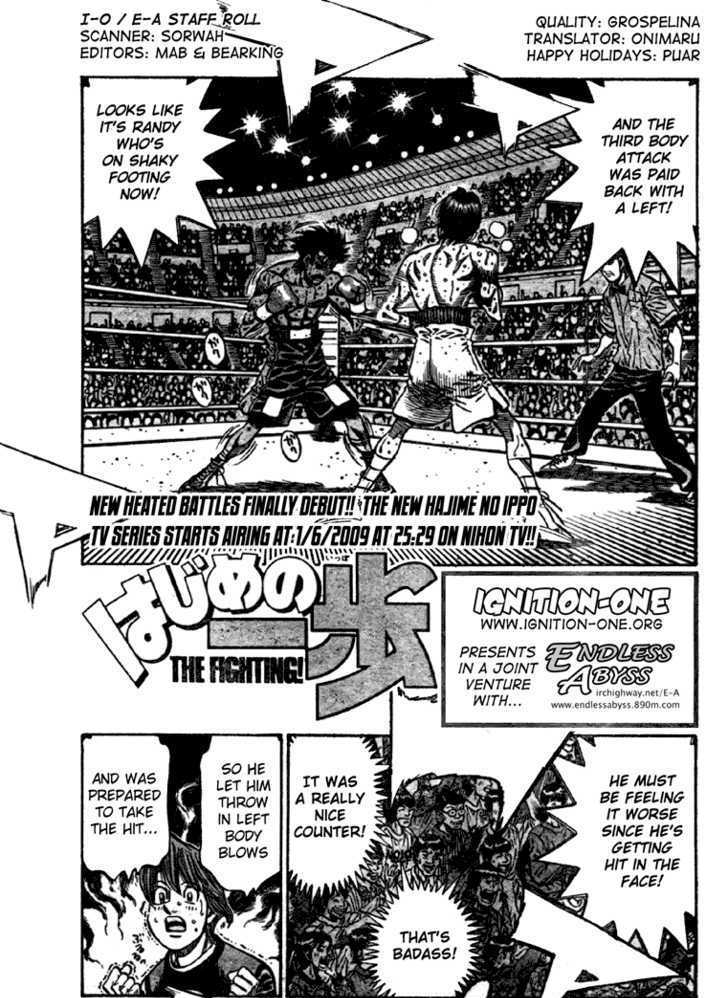 I-O / E-A STAFF ROLL
SCANNER: SORWAH
EDITORS: MAB & BEARKING
QUALITY: GROSPELINA
TRANSLATOR: ONIMARU
HAPPY HOLIDAYS: PUAR
AND THE
THIRD BODY
ATTACK
WAS PAID
BACK WITH
A LEFT!
LOOKS LIKE
IT'S RANDY
WHO'S
ON SHAKY
FOOTING
NOW!
NEW HEATED BATTLES FINALLY DEBUT!! THE NEW HAJIME NO IPPO
TV SERIES STARTS AIRING AT:1/6/2009 AT 25:29 ON NIHON TV!!
はじめの一歩
いっぽ
THE FIGHTING!
IGNITION-ONE
WWW.IGNITION-ONE.ORG
PRESENTS
IN A JOINT
VENTURE
WITH...
ENDLESS
ABYSS
irchighway.net/E-A
www.endlessabyss.890m.com
HE MUST
BE FEELING
IT WORSE
SINCE HE'S
GETTING
HIT IN THE
FACE!
IT WAS
A REALLY
NICE
COUNTER!
THAT'S
BADASS!
SO HE
LET HIM
THROW
IN LEFT
BODY
BLOWS
AND WAS
PREPARED
TO TAKE
THE HIT...